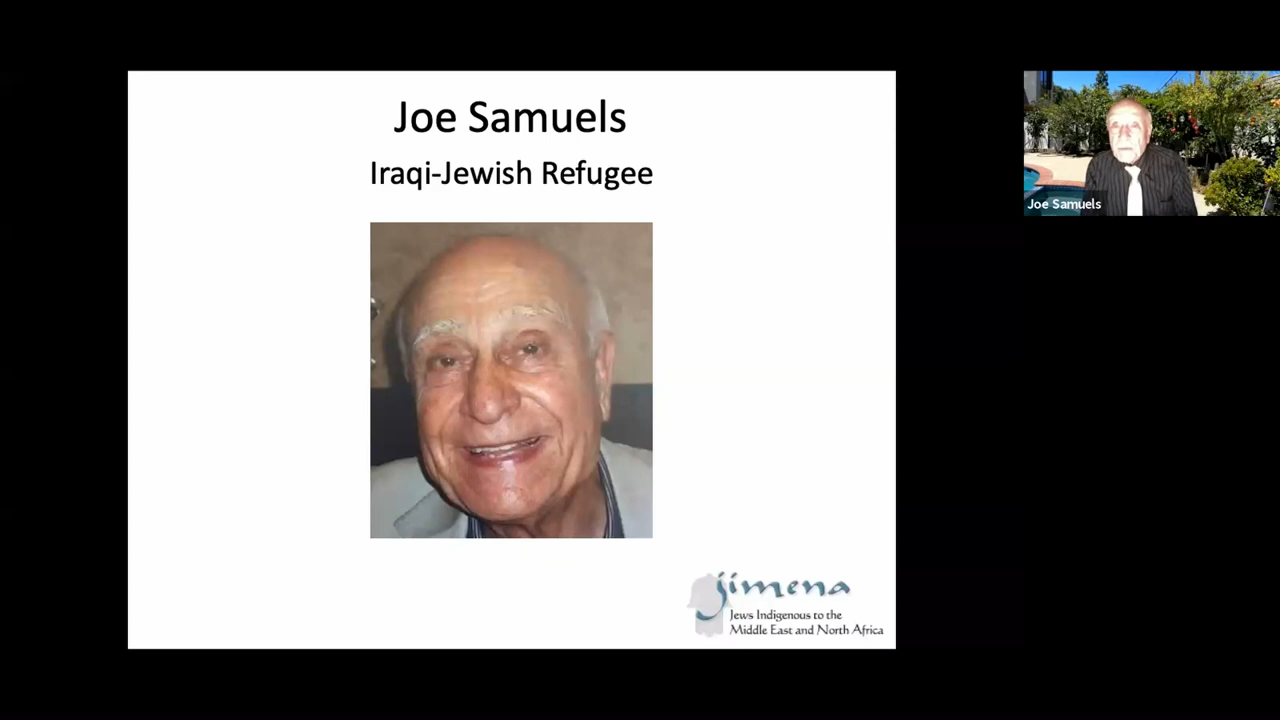 Joe Samuels
Iraqi-Jewish Refugee
Joe Samuels
jimena
Jews Indigenous to the
Middle East and North Africa